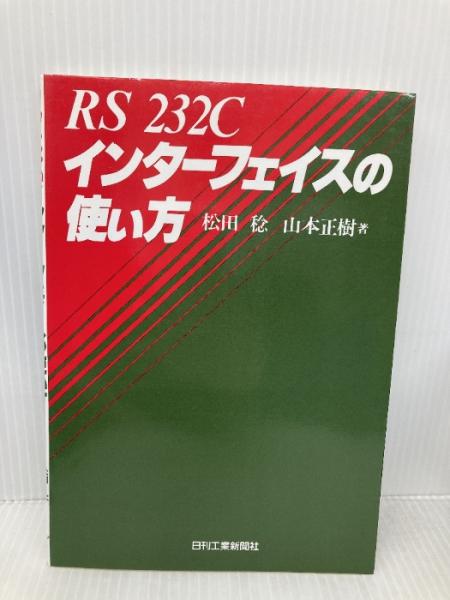 RS 232C
インターフェイスの
使い方 松田 稔 山本正樹著
日刊工業新聞社